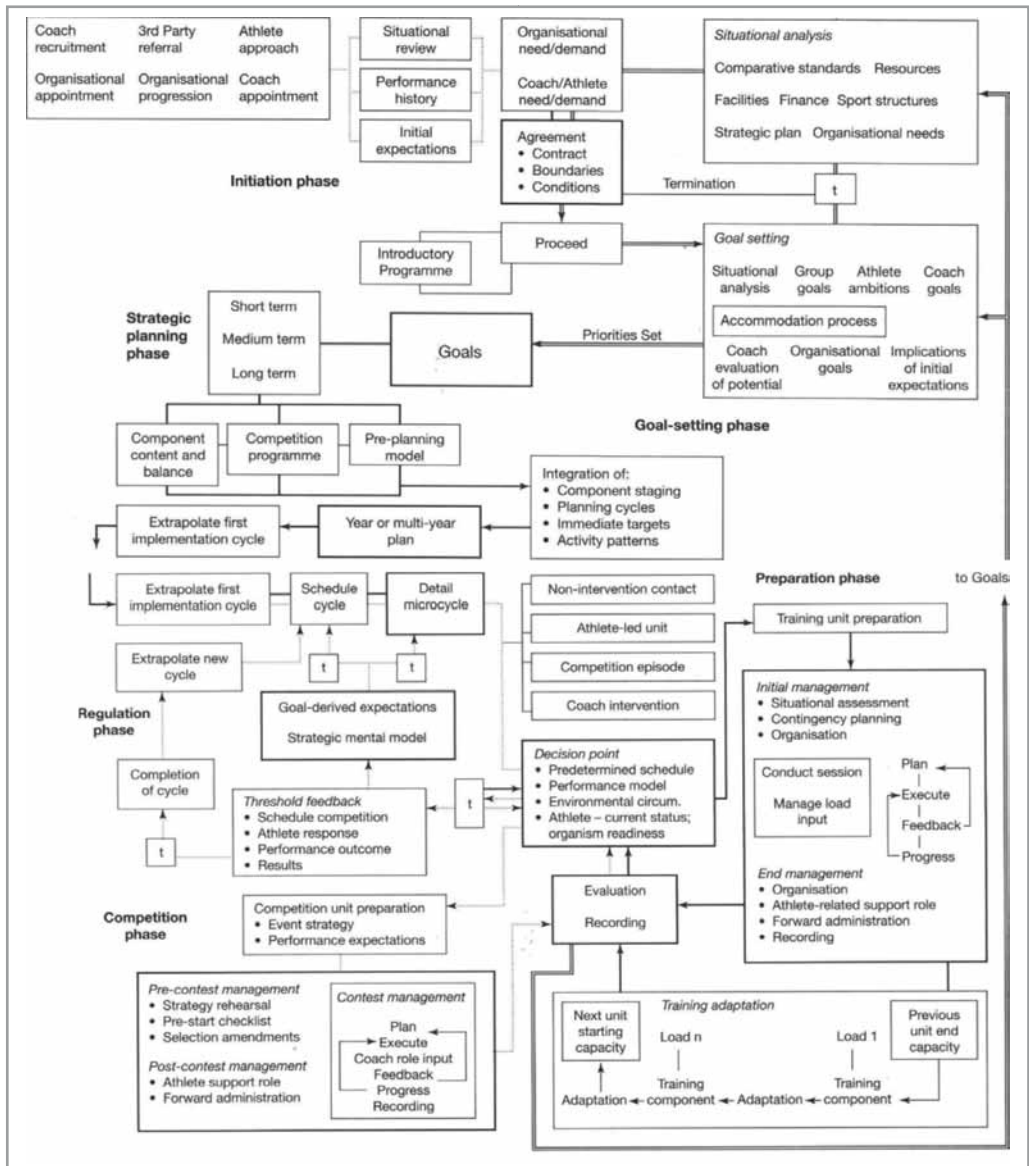 Coach recruitment
3rd Party referral
Athlete approach
Organisational appointment
Organisational progression
Coach appointment
Situational review
Performance history
Initial expectations
Organisational need/demand
Coach/Athlete need/demand
Situational analysis
Comparative standards Resources
Facilities Finance Sport structures
Strategic plan Organisational needs
Agreement
• Contract
• Boundaries
• Conditions
Initiation phase
Termination
t
Proceed
Introductory Programme
Goal setting
Situational analysis
Group goals
Athlete ambitions
Coach goals
Accommodation process
Coach evaluation of potential
Organisational goals
Implications of initial expectations
Strategic planning phase
Short term
Medium term
Long term
Goals
Priorities Set
Goal-setting phase
Component content and balance
Competition programme
Pre-planning model
Integration of:
• Component staging
• Planning cycles
• Immediate targets
• Activity patterns
Extrapolate first implementation cycle
Year or multi-year plan
Extrapolate first implementation cycle
Schedule cycle
Detail microcycle
Non-intervention contact
Athlete-led unit
Competition episode
Coach intervention
Preparation phase
to Goals
Training unit preparation
Extrapolate new cycle
t
t
Regulation phase
Goal-derived expectations
Strategic mental model
Initial management
• Situational assessment
• Contingency planning
• Organisation
Conduct session
Manage load input
Plan
Execute
Feedback
Progress
End management
• Organisation
• Athlete-related support role
• Forward administration
• Recording
Completion of cycle
t
Threshold feedback
• Schedule competition
• Athlete response
• Performance outcome
• Results
t
Decision point
• Predetermined schedule
• Performance model
• Environmental circum.
• Athlete – current status; organism readiness
Evaluation
Recording
Competition phase
Competition unit preparation
• Event strategy
• Performance expectations
Pre-contest management
• Strategy rehearsal
• Pre-start checklist
• Selection amendments
Post-contest management
• Athlete support role
• Forward administration
Contest management
Plan
Execute
Coach role input
Feedback
Progress
Recording
Training adaptation
Next unit starting capacity
Load n
Load 1
Previous unit end capacity
Adaptation
Training component
Adaptation
Training component